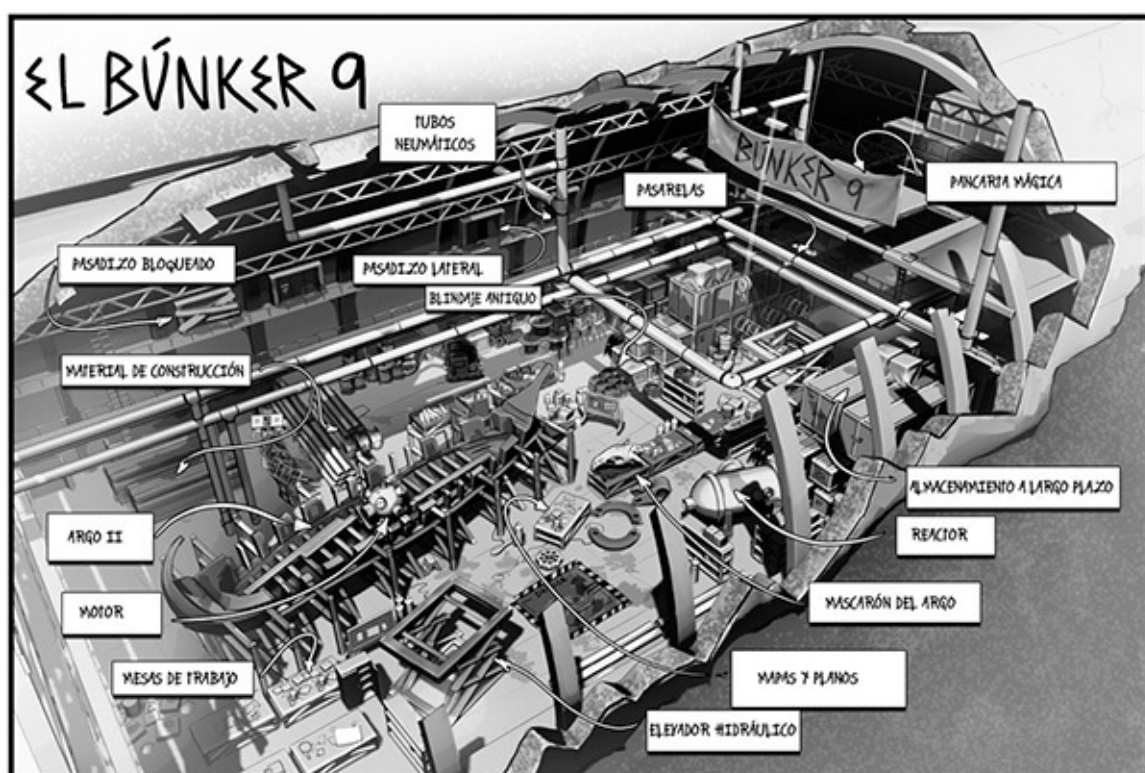 EL BÚNKER 9
TUBOS
NEUMÁTICOS
BÚNKER 9
PANCARTA MÁGICA
PASARELAS
PASADIZO BLOQUEADO
PASADIZO LATERAL
BLINDAJE ANTIGUO
MATERIAL DE CONSTRUCCIÓN
ALMACENAMIENTO A LARGO PLAZO
ARGO II
REACTOR
MOTOR
MASCARÓN DEL ARGO
MESAS DE TRABAJO
MAPAS Y PLANOS
ELEVADOR HIDRÁULICO